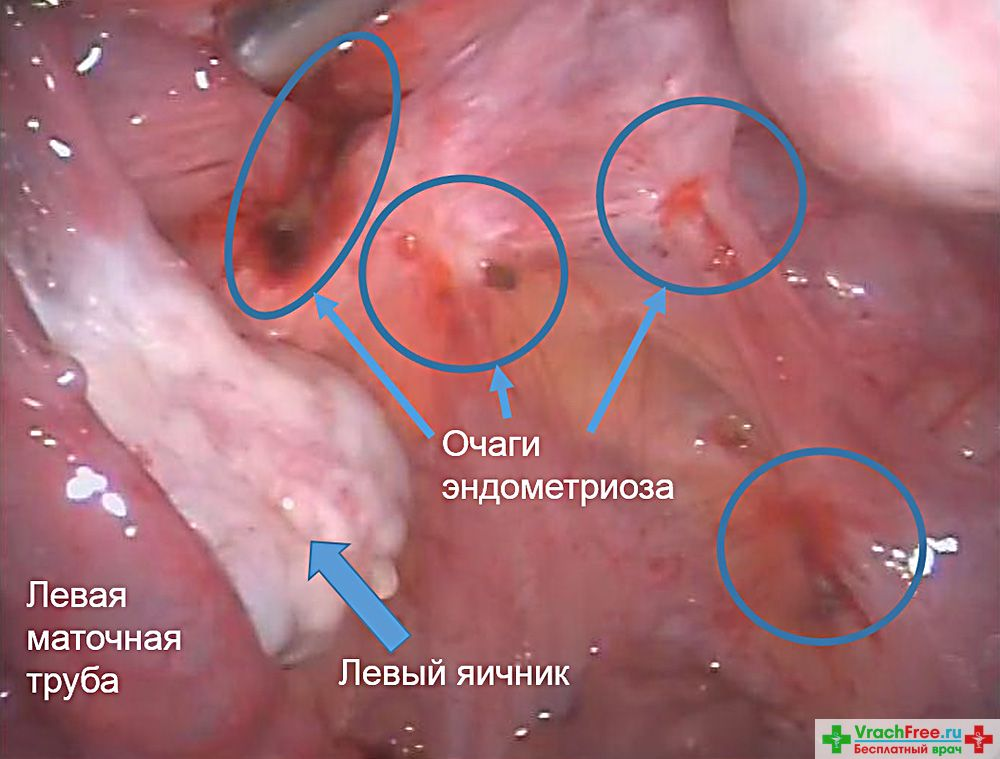 Очаги
эндометриоза
Левая
маточная
труба
Левый яичник
VrachFree.ru
Бесплатный врач